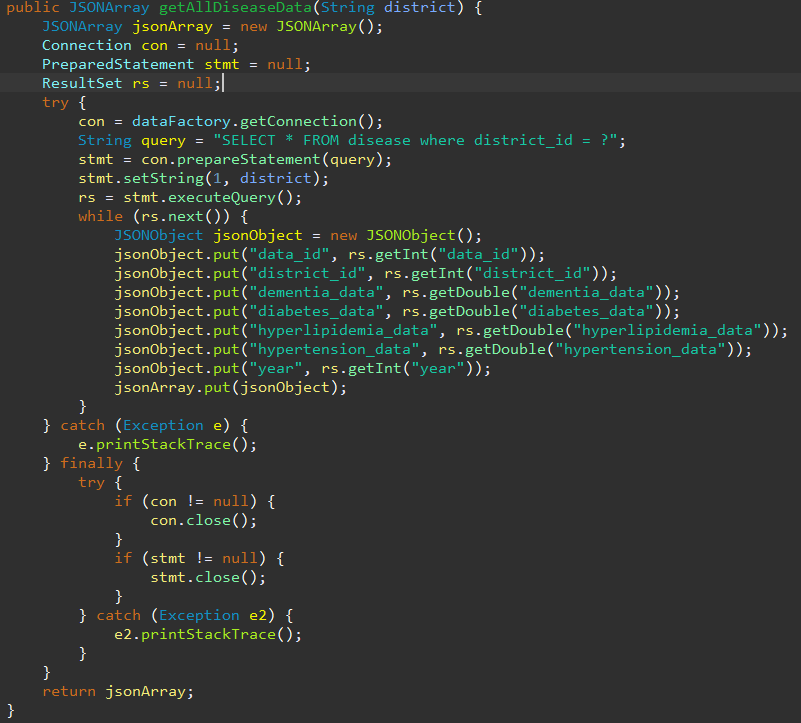 public JSONArray getAllDiseaseData(String district) {
    JSONArray jsonArray = new JSONArray();
    Connection con = null;
    PreparedStatement stmt = null;
    ResultSet rs = null;
    try {
        con = dataFactory.getConnection();
        String query = "SELECT * FROM disease where district_id = ?";
        stmt = con.prepareStatement(query);
        stmt.setString(1, district);
        rs = stmt.executeQuery();
        while (rs.next()) {
            JSONObject jsonObject = new JSONObject();
            jsonObject.put("data_id", rs.getInt("data_id"));
            jsonObject.put("district_id", rs.getInt("district_id"));
            jsonObject.put("dementia_data", rs.getDouble("dementia_data"));
            jsonObject.put("diabetes_data", rs.getDouble("diabetes_data"));
            jsonObject.put("hyperlipidemia_data", rs.getDouble("hyperlipidemia_data"));
            jsonObject.put("hypertension_data", rs.getDouble("hypertension_data"));
            jsonObject.put("year", rs.getInt("year"));
            jsonArray.put(jsonObject);
        }
    } catch (Exception e) {
        e.printStackTrace();
    } finally {
        try {
            if (con != null) {
                con.close();
            }
            if (stmt != null) {
                stmt.close();
            }
        } catch (Exception e2) {
            e2.printStackTrace();
        }
    }
    return jsonArray;
}